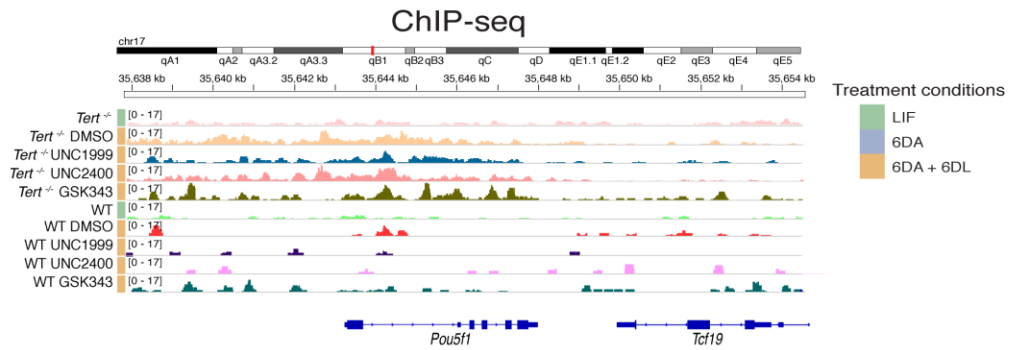 ChIP-seq
chr17
qA1 qA2 qA3.2 qA3.3 qB1 qB2 qB3 qC qD qE1.1 qE1.2 qE2 qE3 qE4 qE5
35,638 kb 35,640 kb 35,642 kb 35,644 kb 35,646 kb 35,648 kb 35,650 kb 35,652 kb 35,654 kb
Tert -/- [0 - 17]
Tert -/- DMSO [0 - 17]
Tert -/- UNC1999 [0 - 17]
Tert -/- UNC2400 [0 - 17]
Tert -/- GSK343 [0 - 17]
WT [0 - 17]
WT DMSO [0 - 17]
WT UNC1999 [0 - 17]
WT UNC2400 [0 - 17]
WT GSK343 [0 - 17]
Pou5f1 Tcf19
Treatment conditions
LIF
6DA
6DA + 6DL